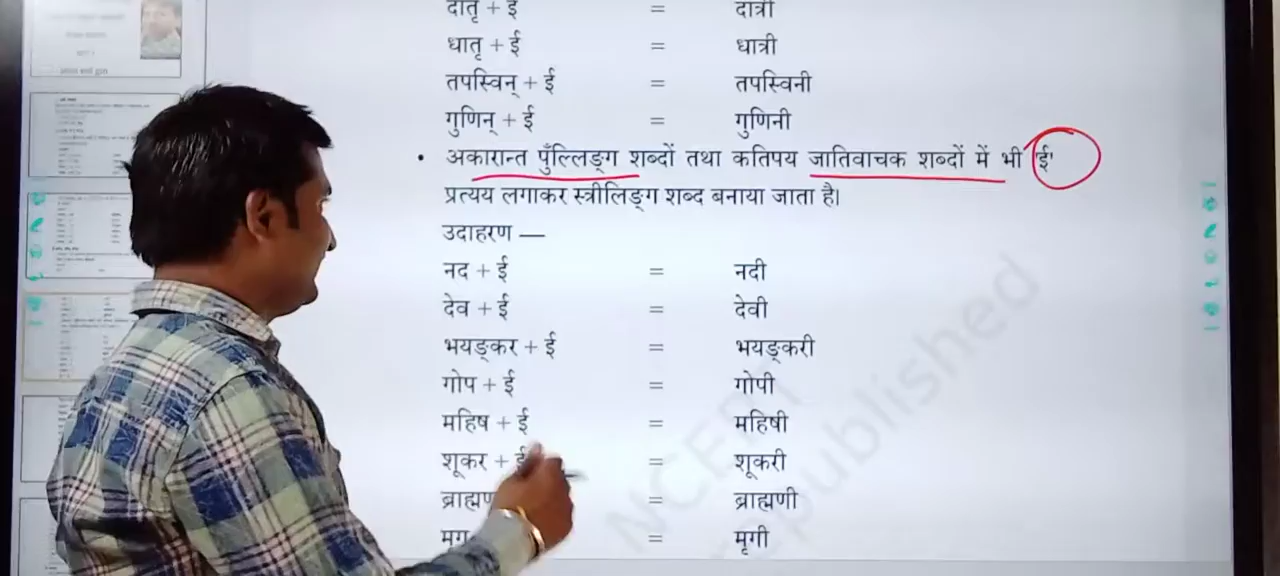 दातृ + ई = दात्री
धातृ + ई = धात्री
तपस्विन् + ई = तपस्विनी
गुणिन् + ई = गुणिनी
• अकारान्त पुँल्लिङ्ग शब्दों तथा कतिपय जातिवाचक शब्दों में भी 'ई'
प्रत्यय लगाकर स्त्रीलिङ्ग शब्द बनाया जाता है।
उदाहरण —
नद + ई = नदी
देव + ई = देवी
भयङ्कर + ई = भयङ्करी
गोप + ई = गोपी
महिष + ई = महिषी
शूकर + ई = शूकरी
= ब्राह्मणी
मृग = मृगी
republished